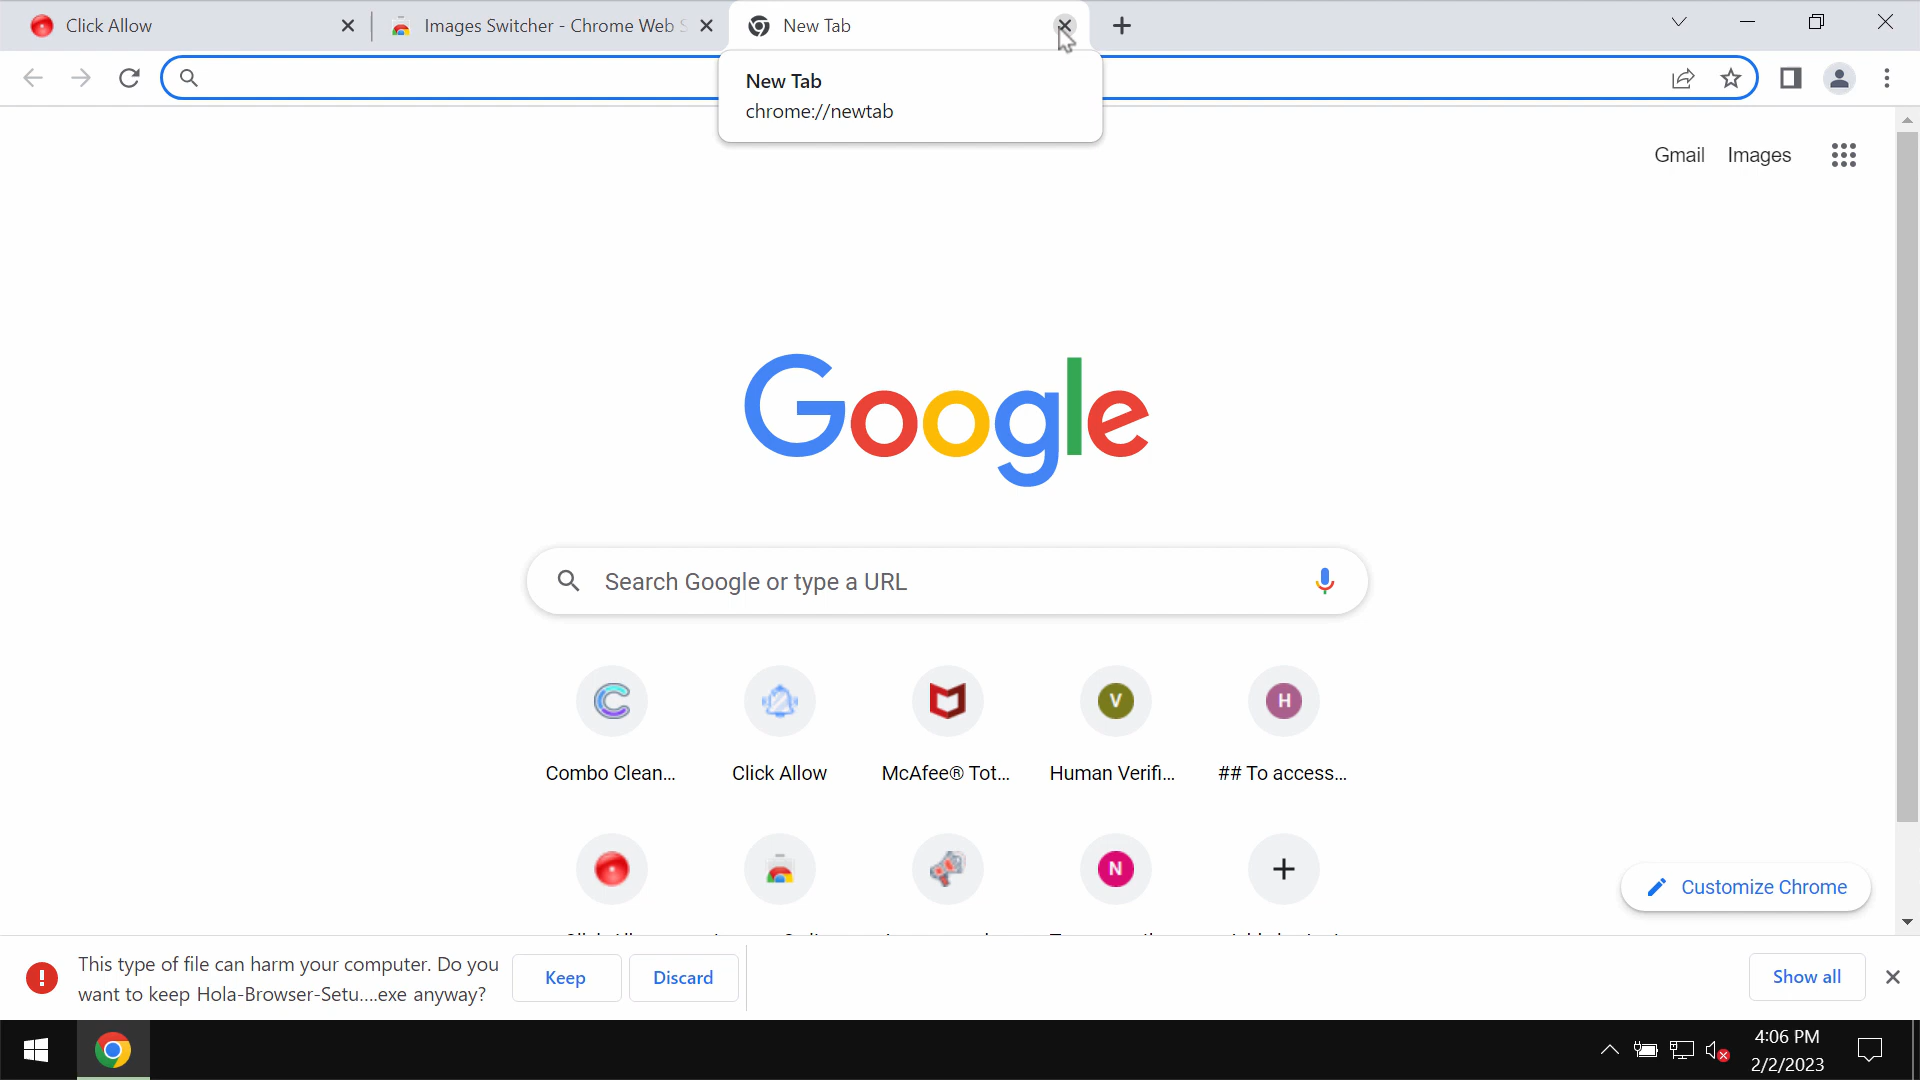 Click Allow
Images Switcher - Chrome Web S
New Tab
New Tab
chrome://newtab
Gmail
Images
Google
Search Google or type a URL
Combo Clean...
Click Allow
McAfee® Tot...
V
Human Verifi...
H
## To access...
N
Customize Chrome
This type of file can harm your computer. Do you
want to keep Hola-Browser-Setu....exe anyway?
Keep
Discard
Show all
4:06 PM
2/2/2023